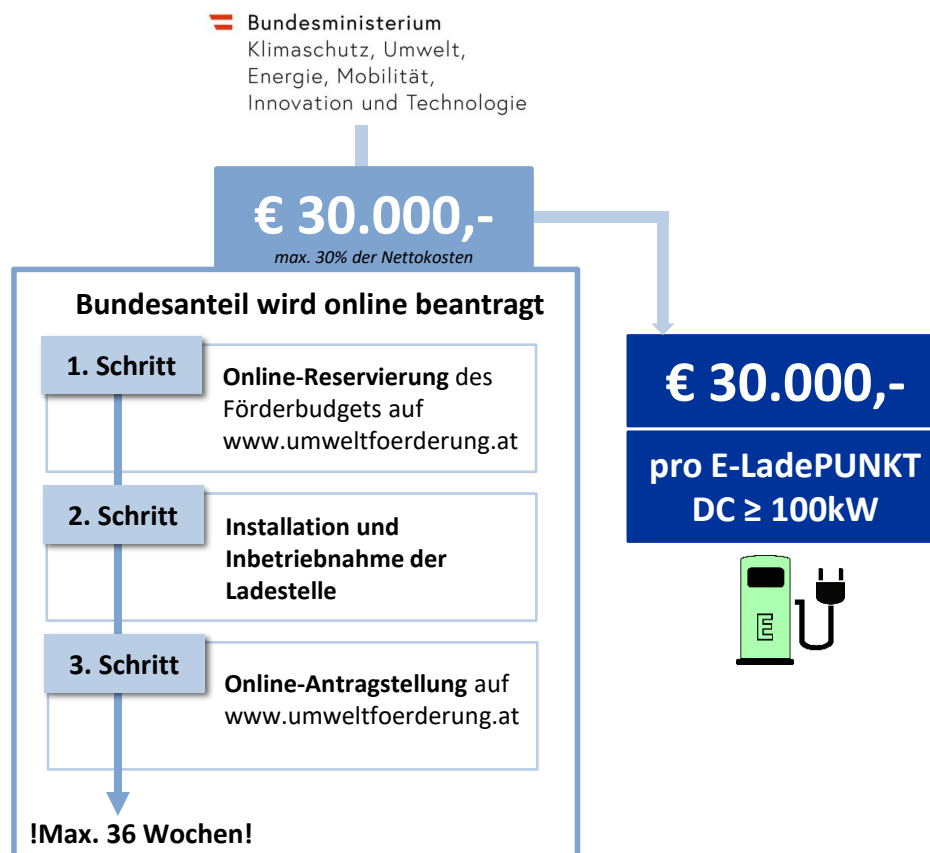 Bundesministerium
Klimaschutz, Umwelt,
Energie, Mobilität,
Innovation und Technologie
€ 30.000,-
max. 30% der Nettokosten
Bundesanteil wird online beantragt
1. Schritt
Online-Reservierung des
Förderbudgets auf
www.umweltfoerderung.at
2. Schritt
Installation und
Inbetriebnahme der
Ladestelle
3. Schritt
Online-Antragstellung auf
www.umweltfoerderung.at
!Max. 36 Wochen!
€ 30.000,-
pro E-LadePUNKT
DC ≥ 100kW
E